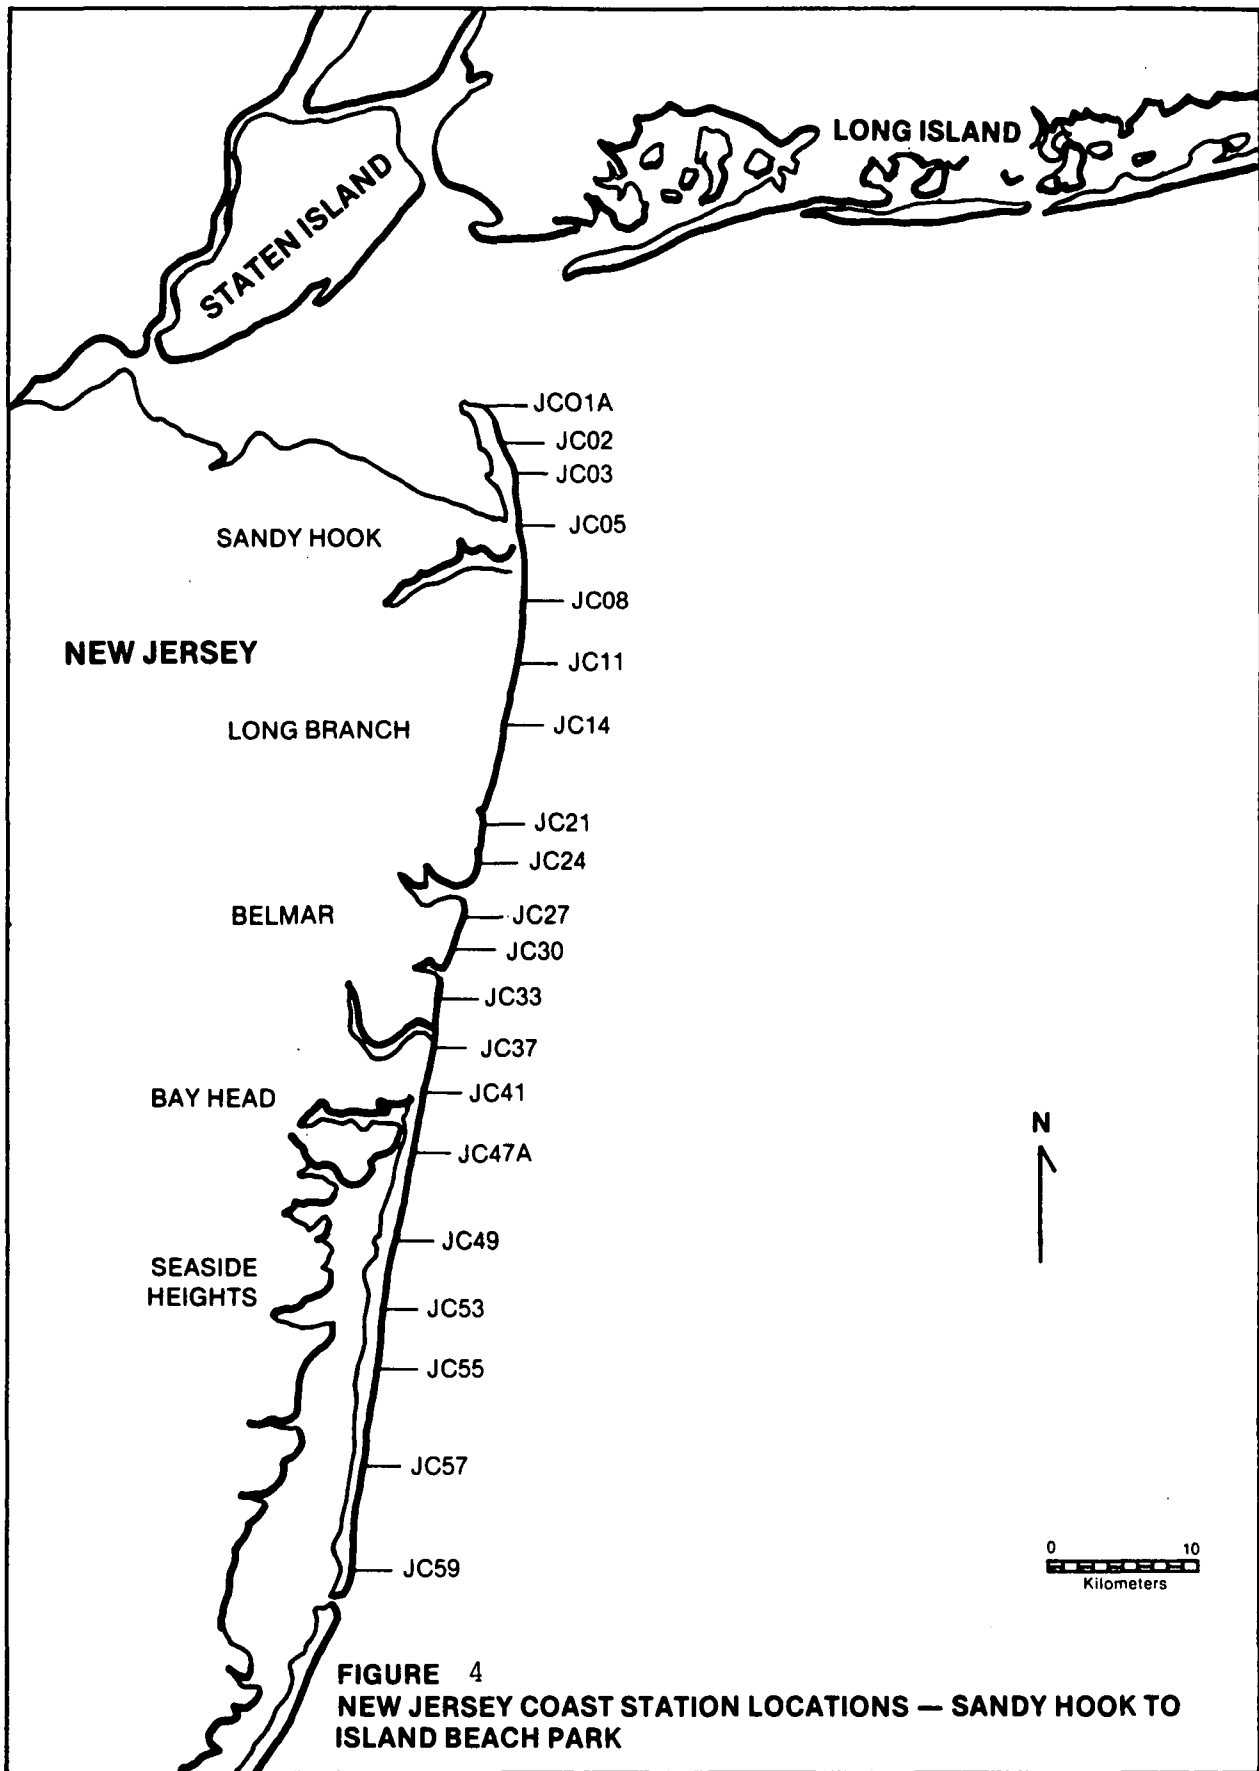 LONG ISLAND
STATEN ISLAND
JCO1A
JC02
JC03
JC05
SANDY HOOK
JC08
NEW JERSEY
JC11
JC14
LONG BRANCH
JC21
JC24
BELMAR
JC27
JC30
JC33
JC37
JC41
BAY HEAD
N
JC47A
JC49
SEASIDE
HEIGHTS
JC53
JC55
JC57
0 10
Kilometers
JC59
FIGURE 4
NEW JERSEY COAST STATION LOCATIONS — SANDY HOOK TO
ISLAND BEACH PARK